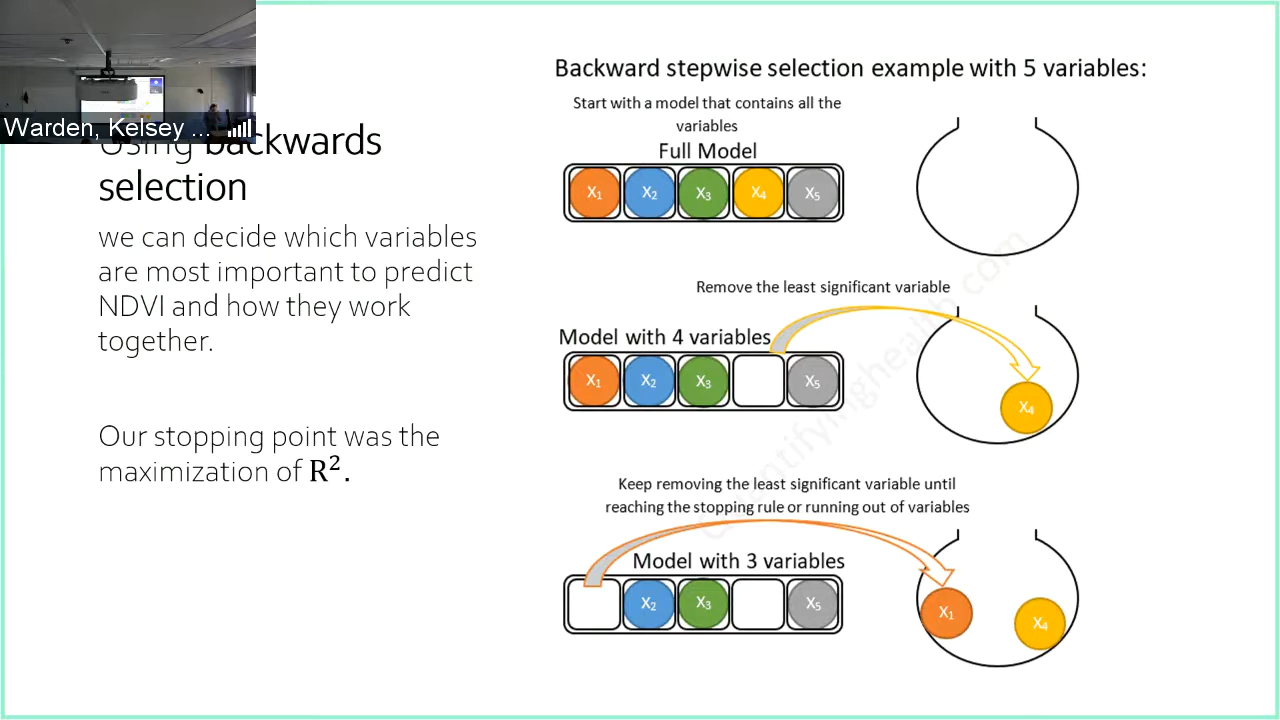 Warden, Kelsey ...
Using backwards
selection
we can decide which variables
are most important to predict
NDVI and how they work
together.
Our stopping point was the
maximization of R².
Backward stepwise selection example with 5 variables:
Start with a model that contains all the
variables
Full Model
X₁ X₂ X₃ X₄ X₅
Remove the least significant variable
Model with 4 variables
X₁ X₂ X₃ X₅
X₄
Keep removing the least significant variable until
reaching the stopping rule or running out of variables
Model with 3 variables
X₂ X₃ X₅
X₁ X₄
quantifyinghealth.com